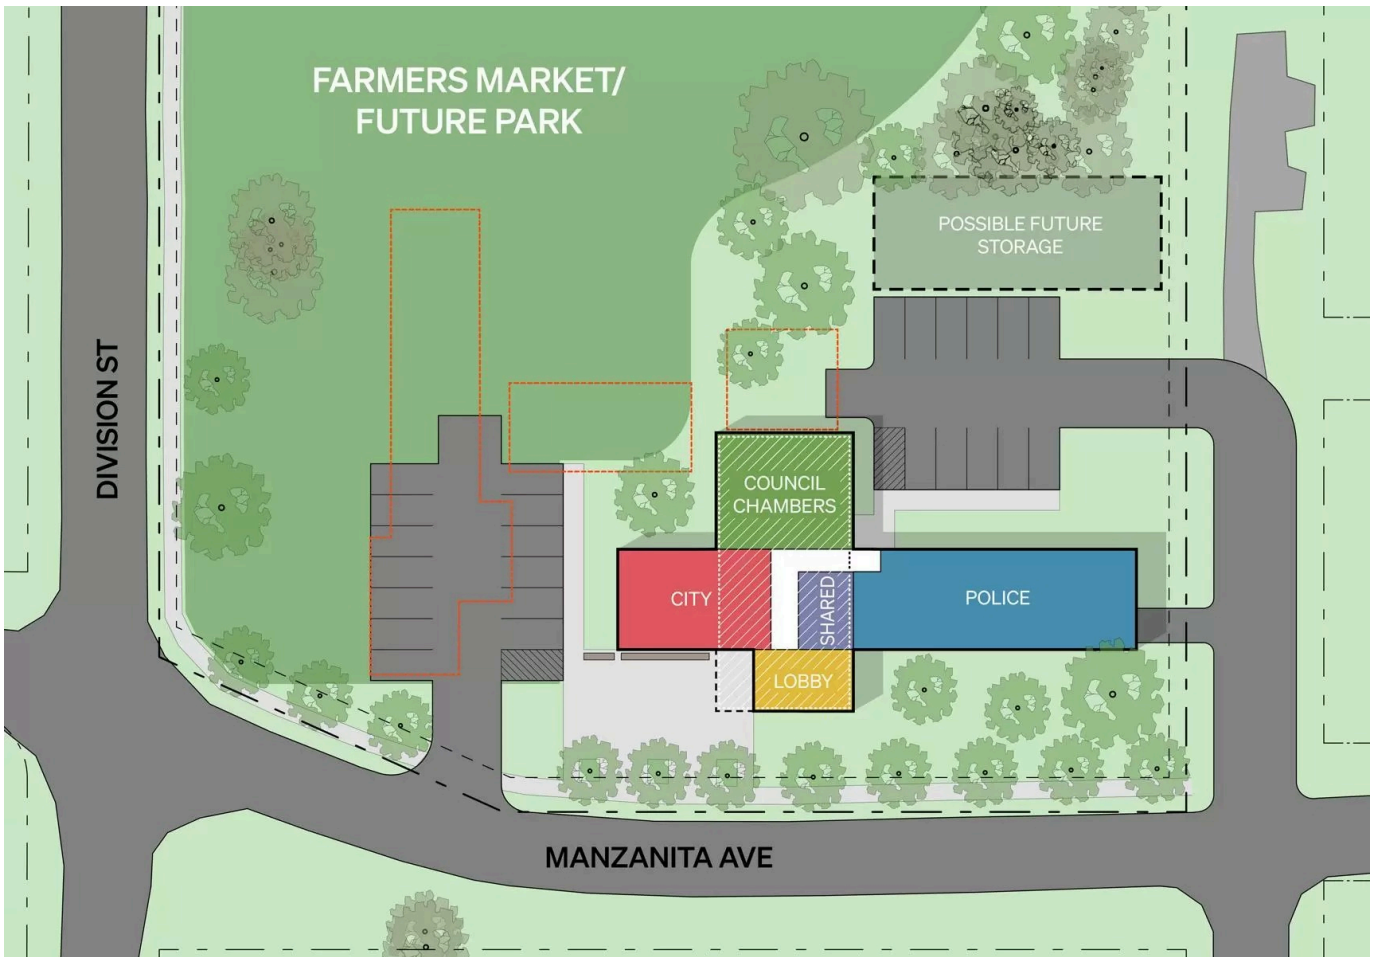 FARMERS MARKET/
FUTURE PARK
POSSIBLE FUTURE
STORAGE
DIVISION ST
COUNCIL
CHAMBERS
CITY
SHARED
POLICE
LOBBY
MANZANITA AVE